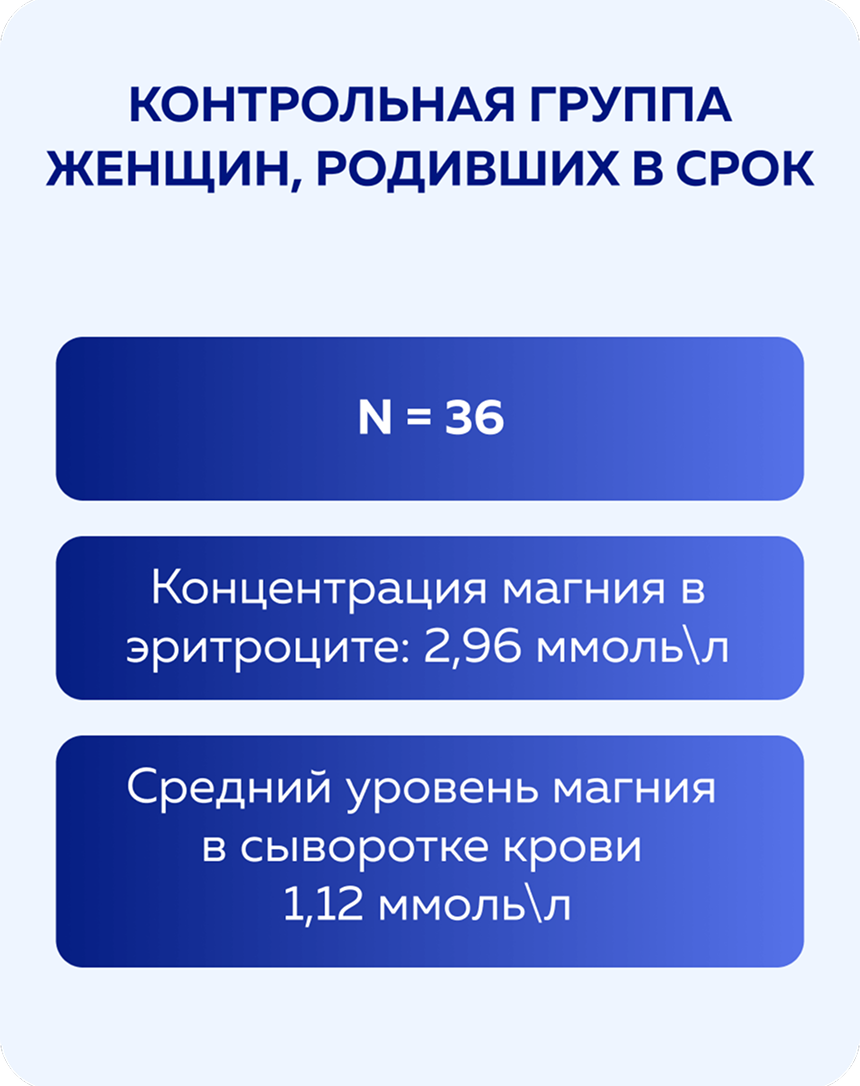 КОНТРОЛЬНАЯ ГРУППА
ЖЕНЩИН, РОДИВШИХ В СРОК
N = 36
Концентрация магния в
эритроците: 2,96 ммоль\л
Средний уровень магния
в сыворотке крови
1,12 ммоль\л